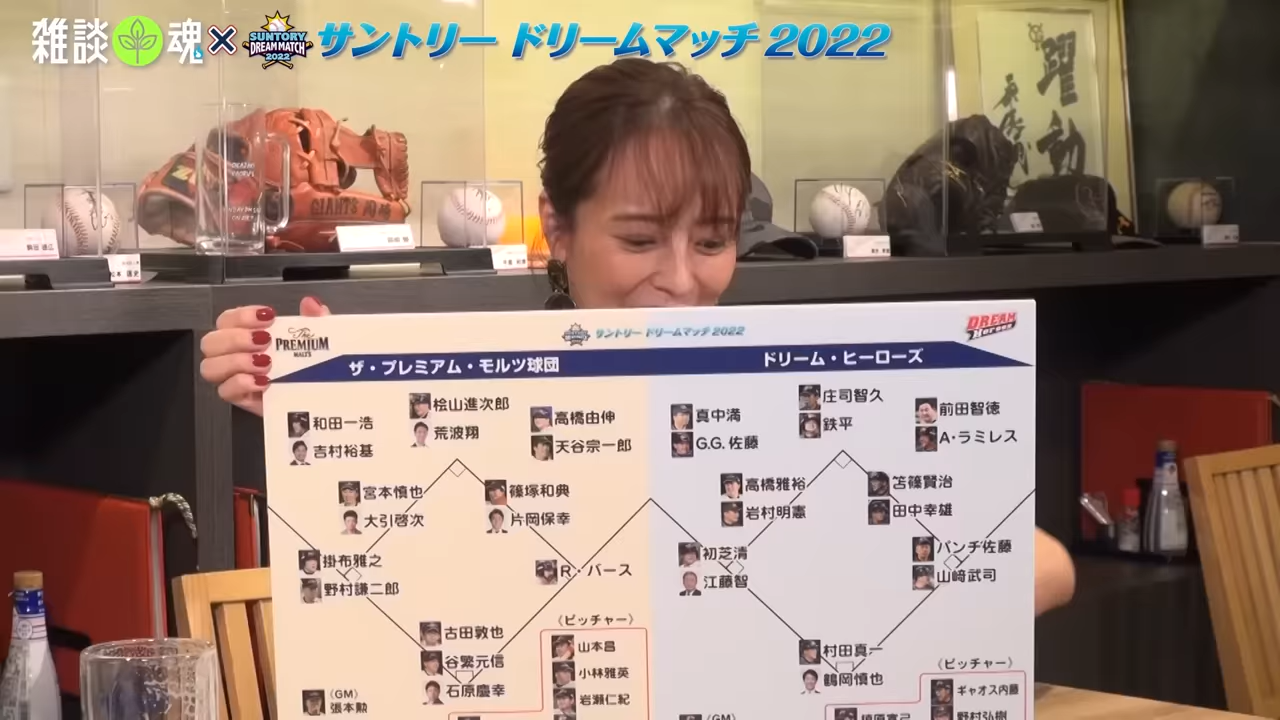 雑談 魂 × SUNTORY DREAM MATCH 2022 サントリー ドリームマッチ 2022
躍動
GIANTS
The PREMIUM MALT'S
サントリー ドリームマッチ 2022
DREAM Heroes
ザ・プレミアム・モルツ球団
ドリーム・ヒーローズ
和田一浩
吉村裕基
桧山進次郎
荒波翔
高橋由伸
天谷宗一郎
宮本慎也
大引啓次
篠塚和典
片岡保幸
掛布雅之
野村謙二郎
R・バース
古田敦也
谷繁元信
石原慶幸
〈ピッチャー〉
山本昌
小林雅英
岩瀬仁紀
(GM)
張本勲
真中満
G.G.佐藤
庄司智久
鉄平
前田智徳
A・ラミレス
高橋雅裕
岩村明憲
笘篠賢治
田中幸雄
初芝清
江藤智
パンチ佐藤
山﨑武司
村田真一
鶴岡慎也
〈ピッチャー〉
ギャオス内藤
野村弘樹
槙原寛己
(GM)